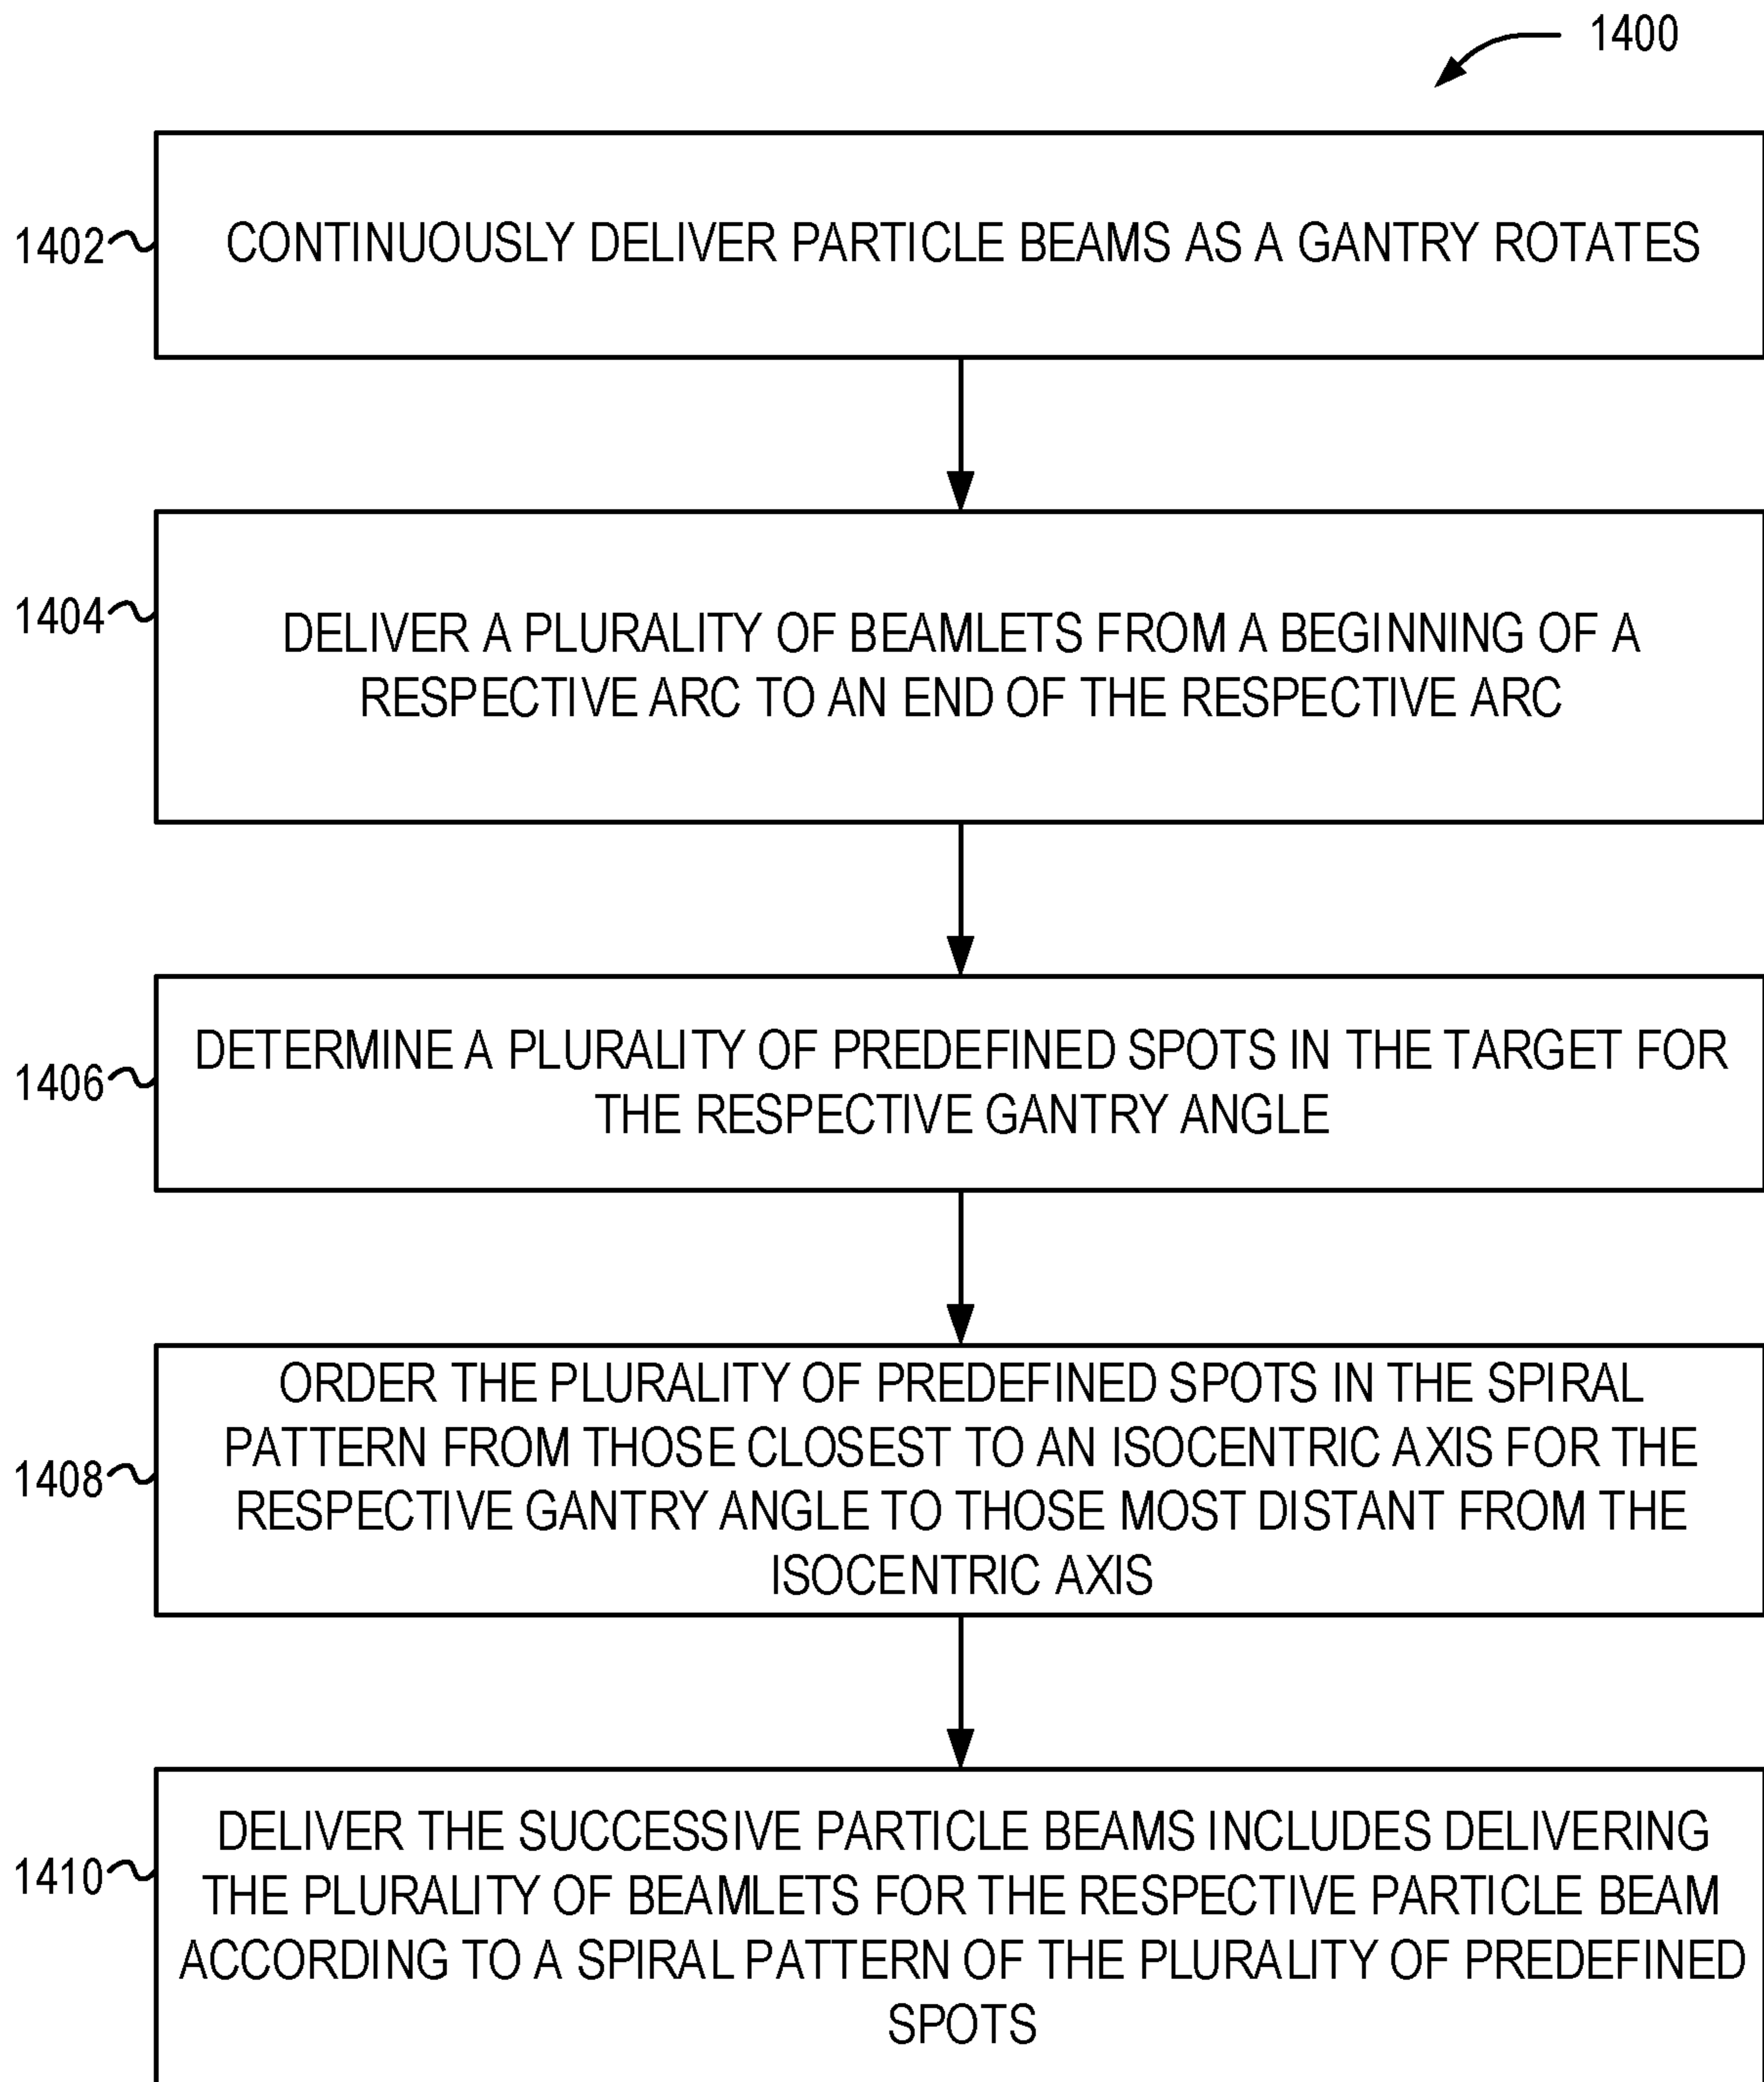 1400
1402
CONTINUOUSLY DELIVER PARTICLE BEAMS AS A GANTRY ROTATES
1404
DELIVER A PLURALITY OF BEAMLETS FROM A BEGINNING OF A
RESPECTIVE ARC TO AN END OF THE RESPECTIVE ARC
1406
DETERMINE A PLURALITY OF PREDEFINED SPOTS IN THE TARGET FOR
THE RESPECTIVE GANTRY ANGLE
1408
ORDER THE PLURALITY OF PREDEFINED SPOTS IN THE SPIRAL
PATTERN FROM THOSE CLOSEST TO AN ISOCENTRIC AXIS FOR THE
RESPECTIVE GANTRY ANGLE TO THOSE MOST DISTANT FROM THE
ISOCENTRIC AXIS
1410
DELIVER THE SUCCESSIVE PARTICLE BEAMS INCLUDES DELIVERING
THE PLURALITY OF BEAMLETS FOR THE RESPECTIVE PARTICLE BEAM
ACCORDING TO A SPIRAL PATTERN OF THE PLURALITY OF PREDEFINED
SPOTS